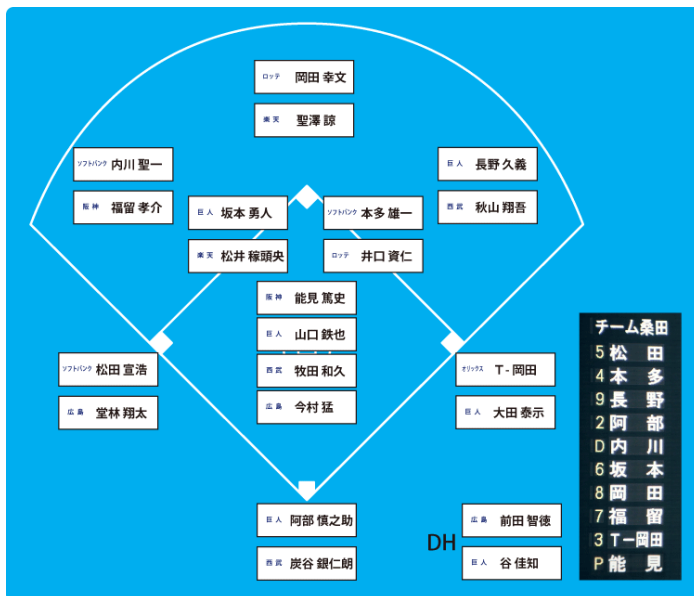 ロッテ 岡田 幸文
楽天 聖澤 諒
ソフトバンク 内川 聖一
阪神 福留 孝介
巨人 長野 久義
西武 秋山 翔吾
巨人 坂本 勇人
楽天 松井 稼頭央
ソフトバンク 本多 雄一
ロッテ 井口 資仁
阪神 能見 篤史
巨人 山口 鉄也
西武 牧田 和久
広島 今村 猛
ソフトバンク 松田 宣浩
広島 堂林 翔太
オリックス T-岡田
巨人 大田 泰示
巨人 阿部 慎之助
西武 炭谷 銀仁朗
DH
広島 前田 智徳
巨人 谷 佳知
チーム桑田
5 松田
4 本多
9 長野
2 阿部
D 内川
6 坂本
8 岡田
7 福留
3 T-岡田
P 能見